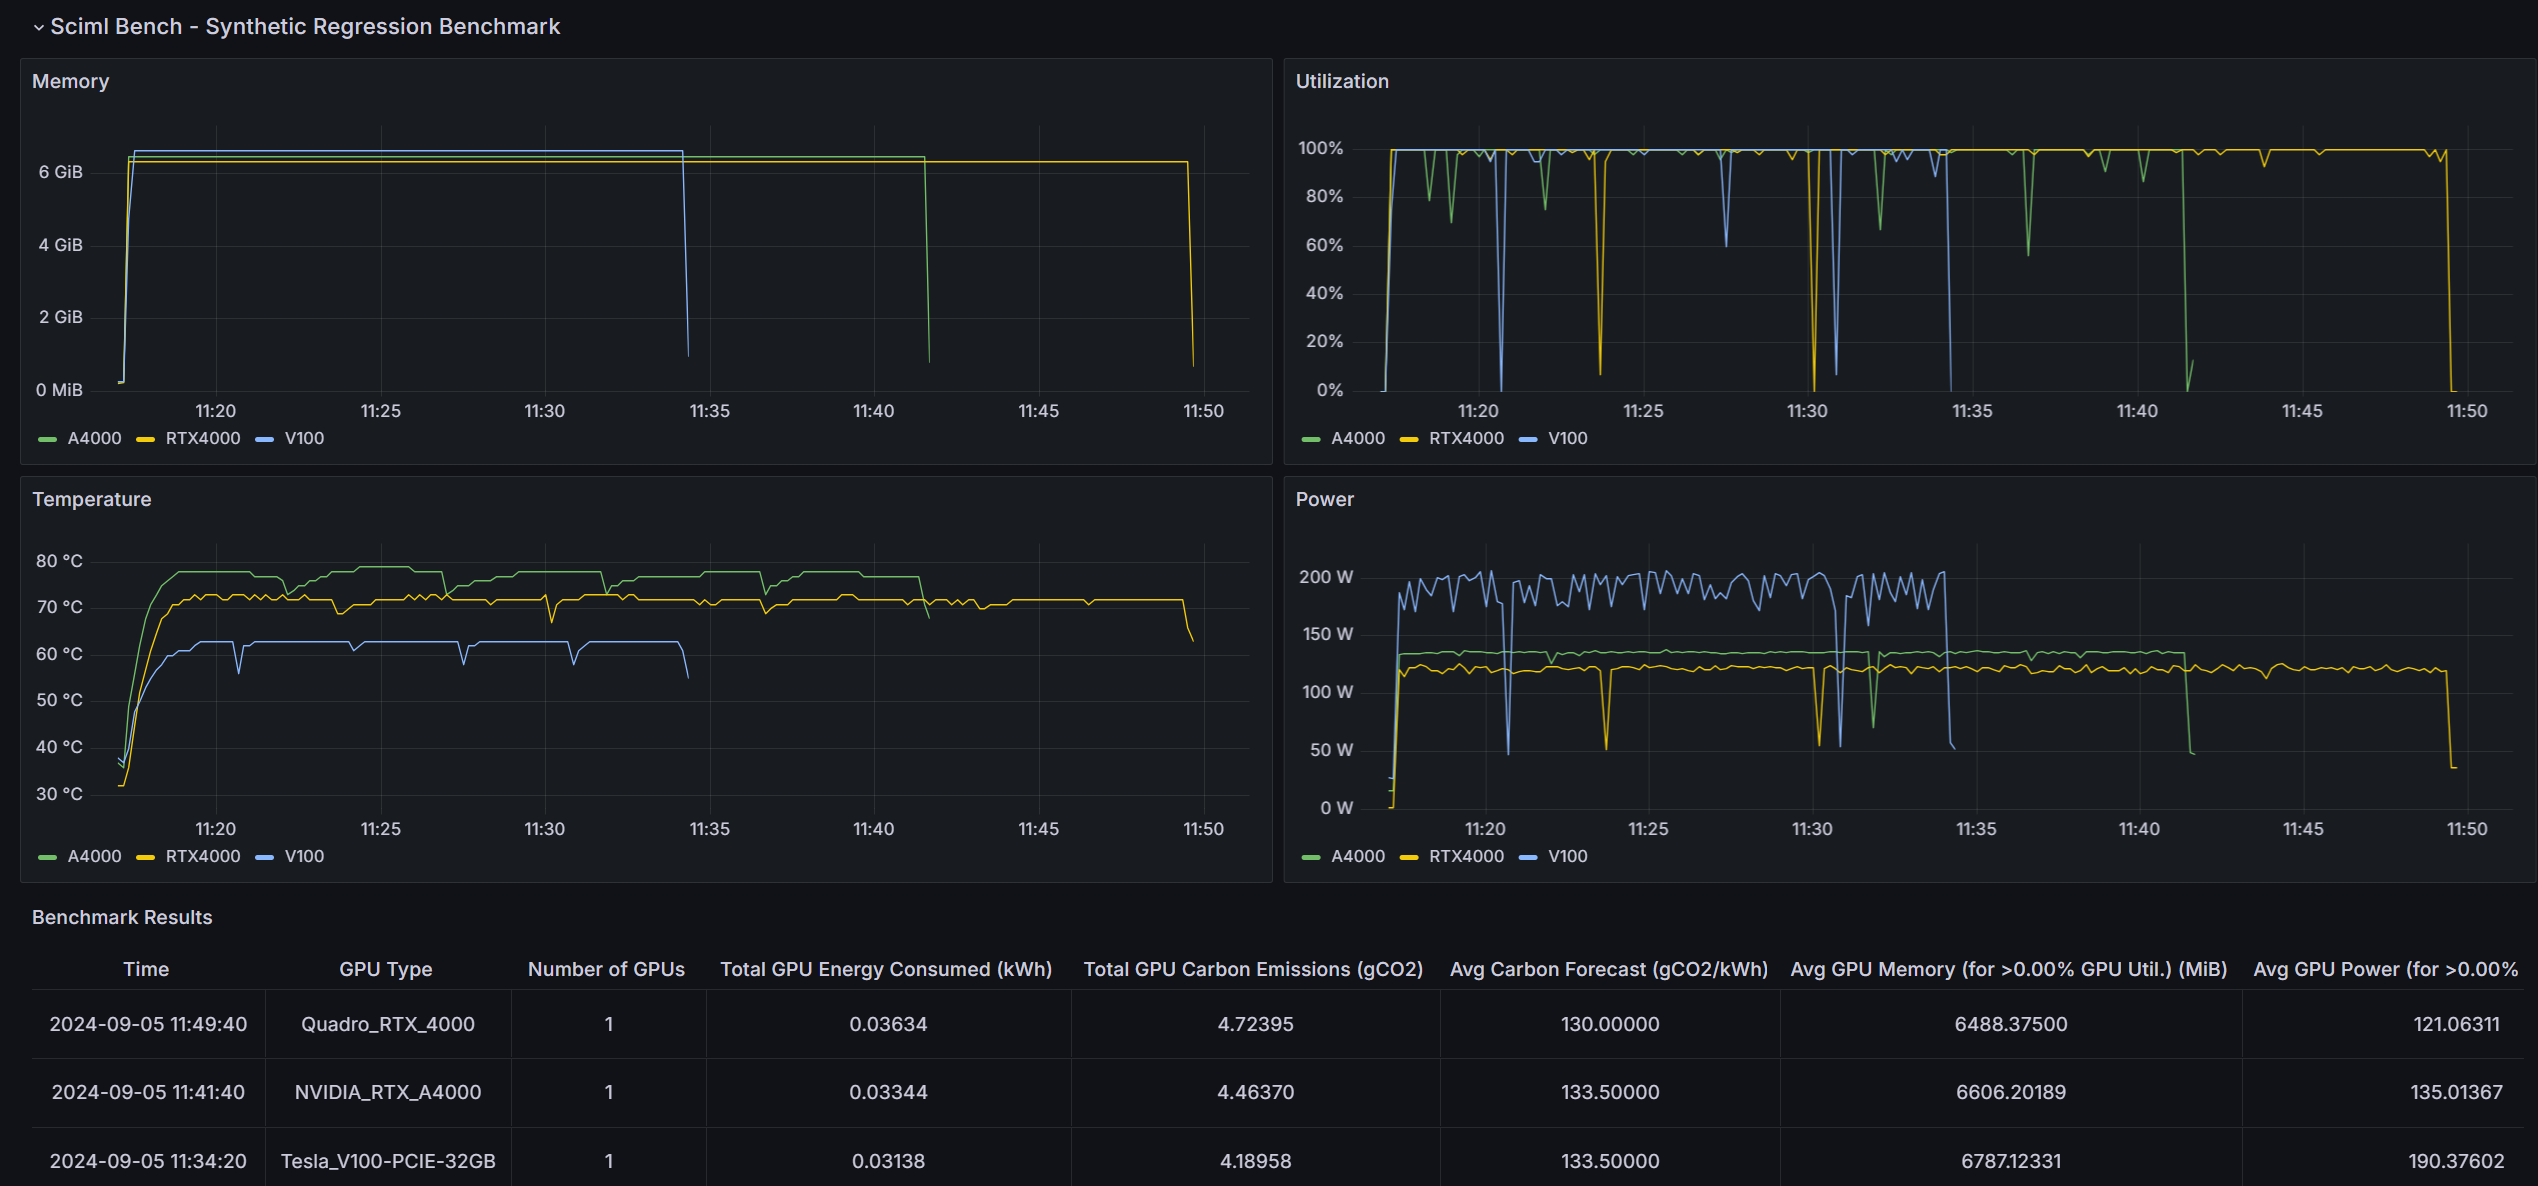 Sciml Bench - Synthetic Regression Benchmark
Memory
6 GiB
4 GiB
2 GiB
0 MiB
11:20 11:25 11:30 11:35 11:40 11:45 11:50
A4000 RTX4000 V100
Utilization
100%
80%
60%
40%
20%
0%
11:20 11:25 11:30 11:35 11:40 11:45 11:50
A4000 RTX4000 V100
Temperature
80 °C
70 °C
60 °C
50 °C
40 °C
30 °C
11:20 11:25 11:30 11:35 11:40 11:45 11:50
A4000 RTX4000 V100
Power
200 W
150 W
100 W
50 W
0 W
11:20 11:25 11:30 11:35 11:40 11:45 11:50
A4000 RTX4000 V100
Benchmark Results
Time GPU Type Number of GPUs Total GPU Energy Consumed (kWh) Total GPU Carbon Emissions (gCO2) Avg Carbon Forecast (gCO2/kWh) Avg GPU Memory (for >0.00% GPU Util.) (MiB) Avg GPU Power (for >0.00%
2024-09-05 11:49:40 Quadro_RTX_4000 1 0.03634 4.72395 130.00000 6488.37500 121.06311
2024-09-05 11:41:40 NVIDIA_RTX_A4000 1 0.03344 4.46370 133.50000 6606.20189 135.01367
2024-09-05 11:34:20 Tesla_V100-PCIE-32GB 1 0.03138 4.18958 133.50000 6787.12331 190.37602